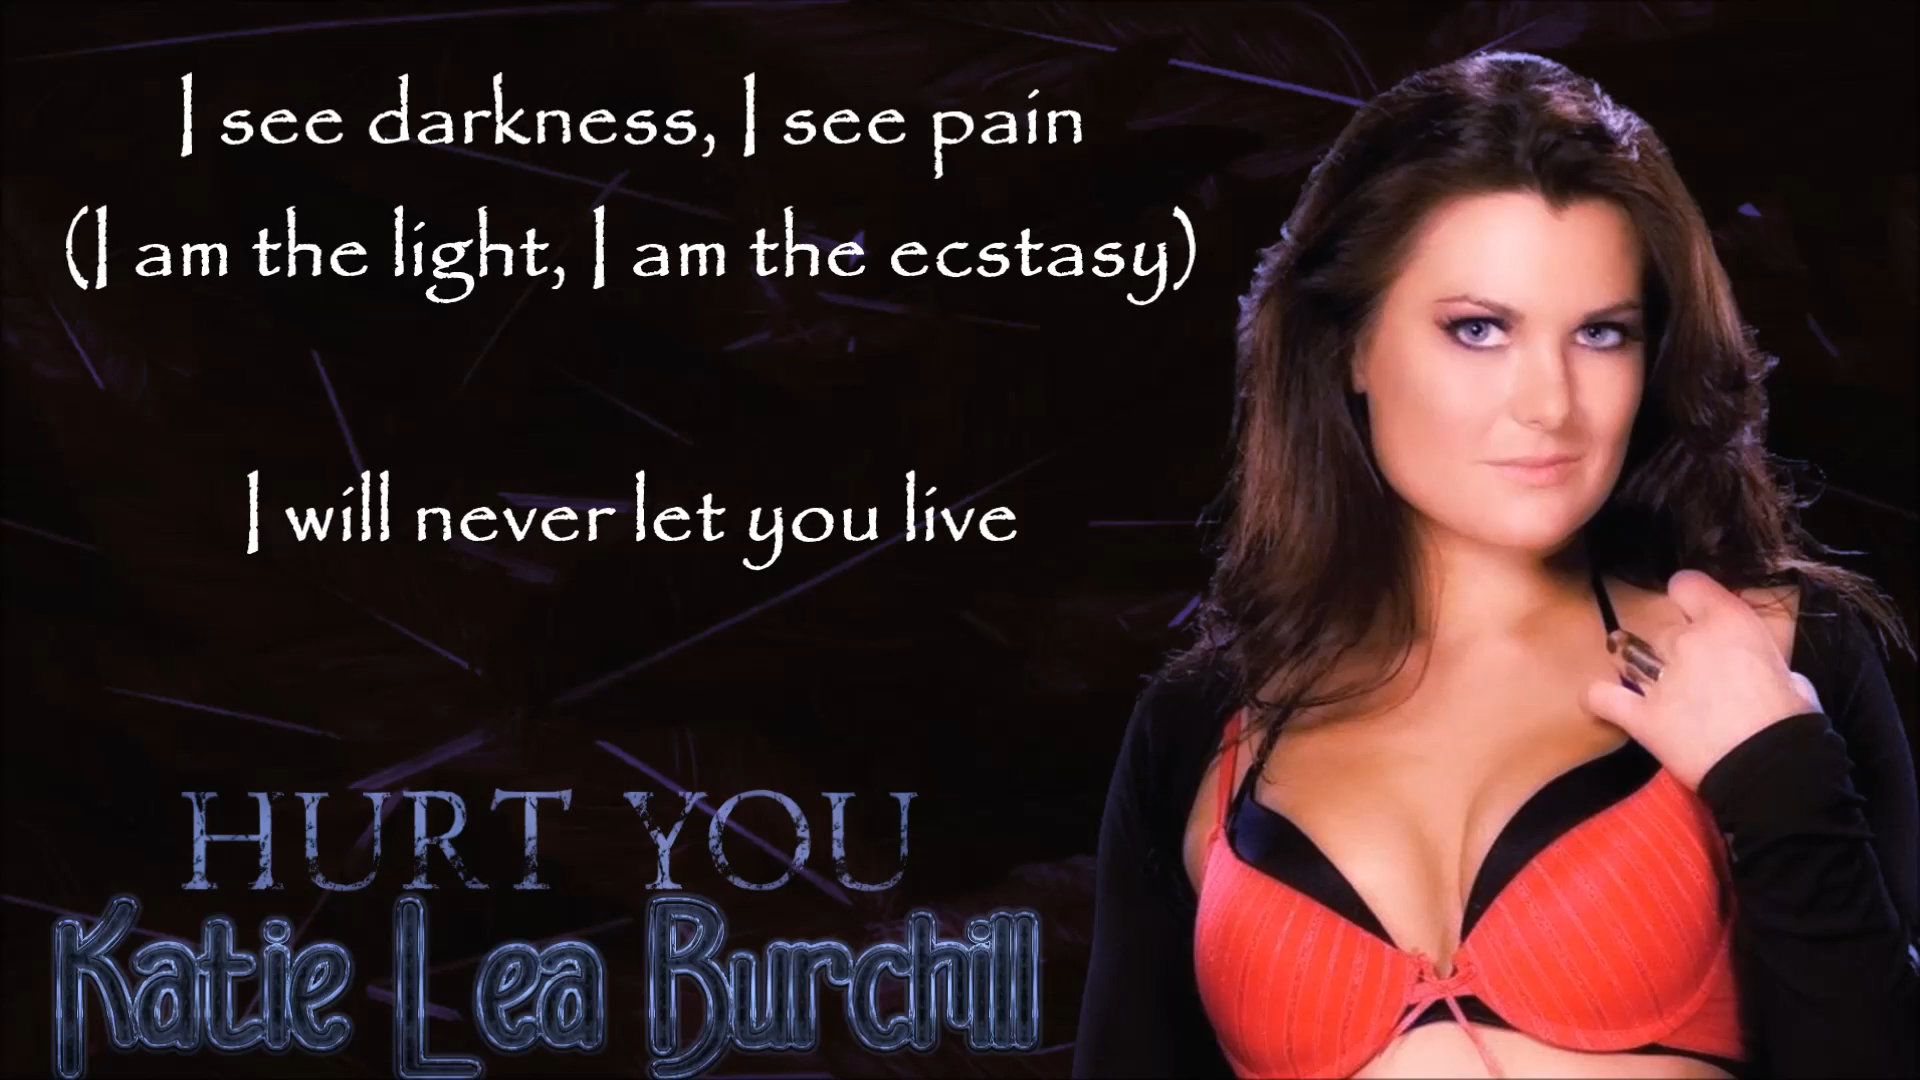 I see darkness, I see pain
(I am the light, I am the ecstasy)
I will never let you live
HURT YOU
Katie Lea Burchill